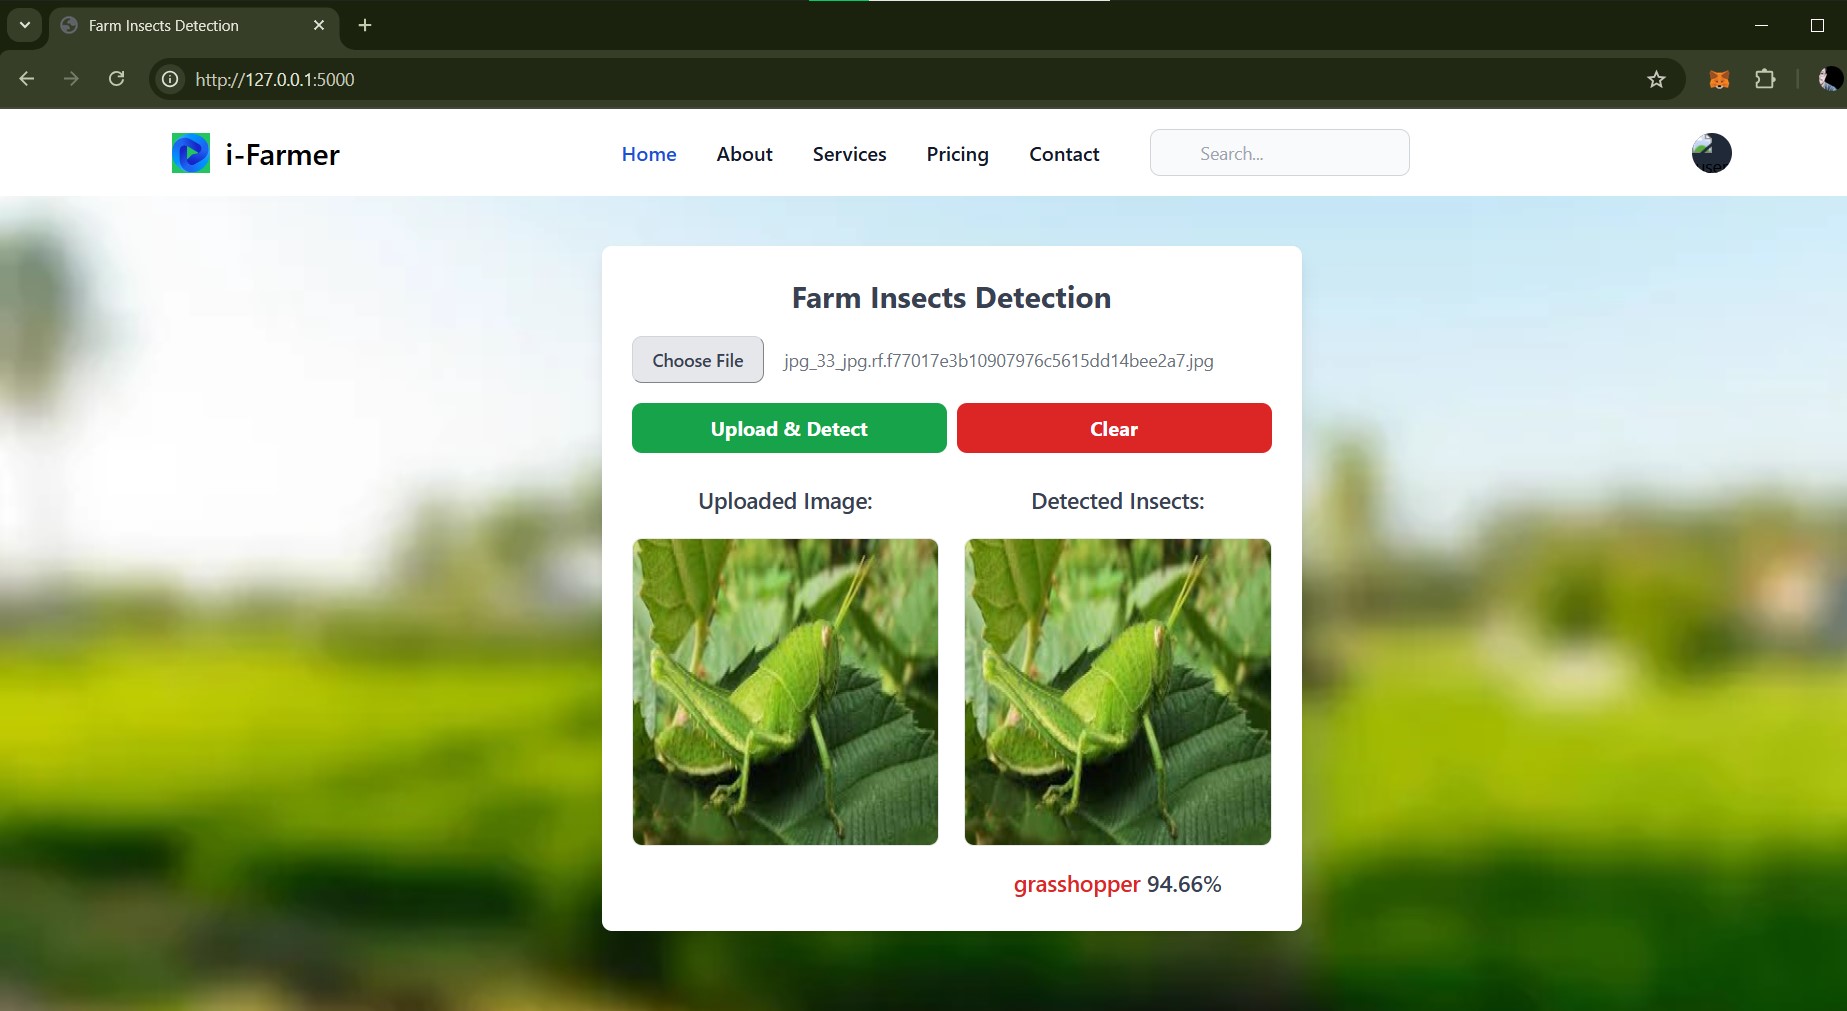 Farm Insects Detection
http://127.0.0.1:5000
i-Farmer
Home About Services Pricing Contact Search...
user
Farm Insects Detection
Choose File jpg_33_jpg.rf.f77017e3b10907976c5615dd14bee2a7.jpg
Upload & Detect Clear
Uploaded Image: Detected Insects:
grasshopper 94.66%